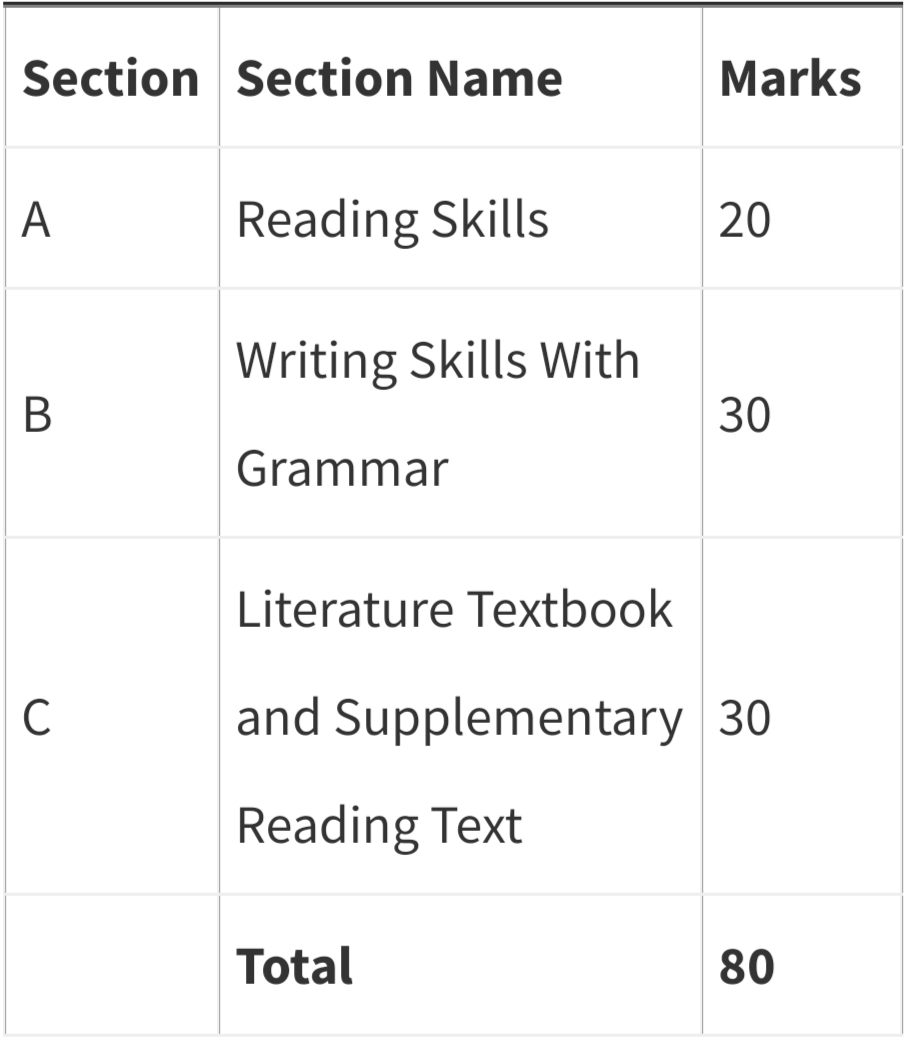 Section Section Name Marks
A Reading Skills 20
Writing Skills With
B 30
Grammar
Literature Textbook
C and Supplementary 30
Reading Text
Total 80